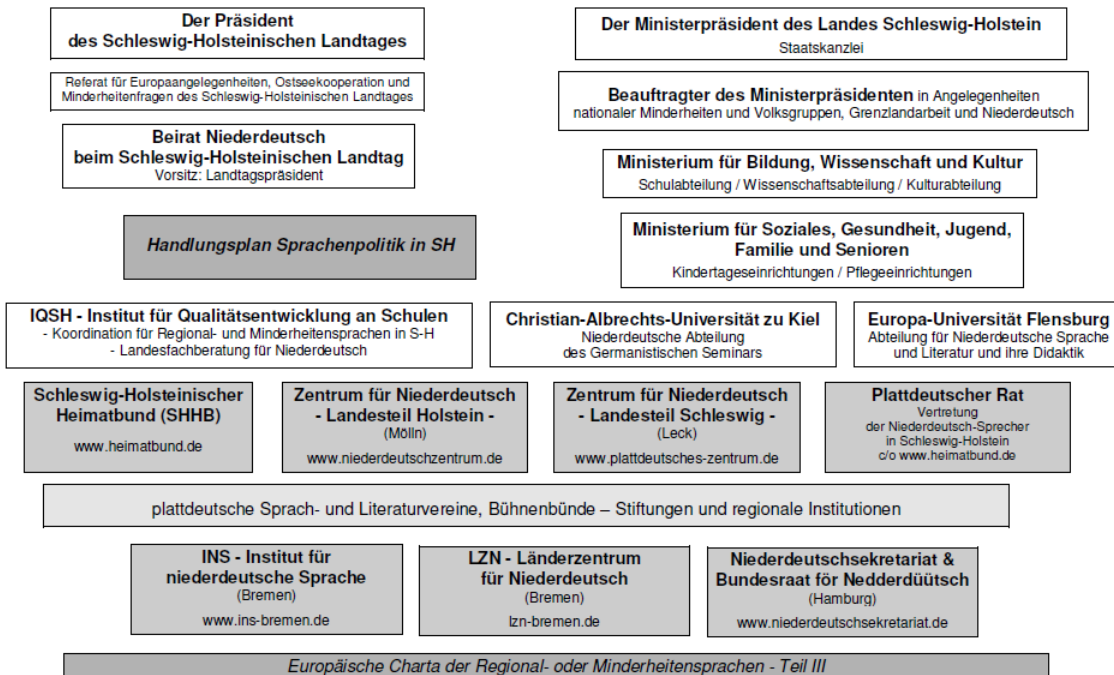 Der Präsident
des Schleswig-Holsteinischen Landtages
Der Ministerpräsident des Landes Schleswig-Holstein
Staatskanzlei
Referat für Europaangelegenheiten, Ostseekooperation und
Minderheitenfragen des Schleswig-Holsteinischen Landtages
Beauftragter des Ministerpräsidenten in Angelegenheiten
nationaler Minderheiten und Volksgruppen, Grenzlandarbeit und Niederdeutsch
Beirat Niederdeutsch
beim Schleswig-Holsteinischen Landtag
Vorsitz: Landtagspräsident
Ministerium für Bildung, Wissenschaft und Kultur
Schulabteilung / Wissenschaftsabteilung / Kulturabteilung
Handlungsplan Sprachenpolitik in SH
Ministerium für Soziales, Gesundheit, Jugend,
Familie und Senioren
Kindertageseinrichtungen / Pflegeeinrichtungen
IQSH - Institut für Qualitätsentwicklung an Schulen
- Koordination für Regional- und Minderheitensprachen in S-H
- Landesfachberatung für Niederdeutsch
Christian-Albrechts-Universität zu Kiel
Niederdeutsche Abteilung
des Germanistischen Seminars
Europa-Universität Flensburg
Abteilung für Niederdeutsche Sprache
und Literatur und ihre Didaktik
Schleswig-Holsteinischer
Heimatbund (SHHB)
www.heimatbund.de
Zentrum für Niederdeutsch
- Landesteil Holstein -
(Mölln)
www.niederdeutschzentrum.de
Zentrum für Niederdeutsch
- Landesteil Schleswig -
(Leck)
www.plattdeutsches-zentrum.de
Plattdeutscher Rat
Vertretung
der Niederdeutsch-Sprecher
in Schleswig-Holstein
c/o www.heimatbund.de
plattdeutsche Sprach- und Literaturvereine, Bühnenbünde – Stiftungen und regionale Institutionen
INS - Institut für
niederdeutsche Sprache
(Bremen)
www.ins-bremen.de
LZN - Länderzentrum
für Niederdeutsch
(Bremen)
lzn-bremen.de
Niederdeutschsekretariat &
Bundesraat för Nedderdüütsch
(Hamburg)
www.niederdeutschsekretariat.de
Europäische Charta der Regional- oder Minderheitensprachen - Teil III